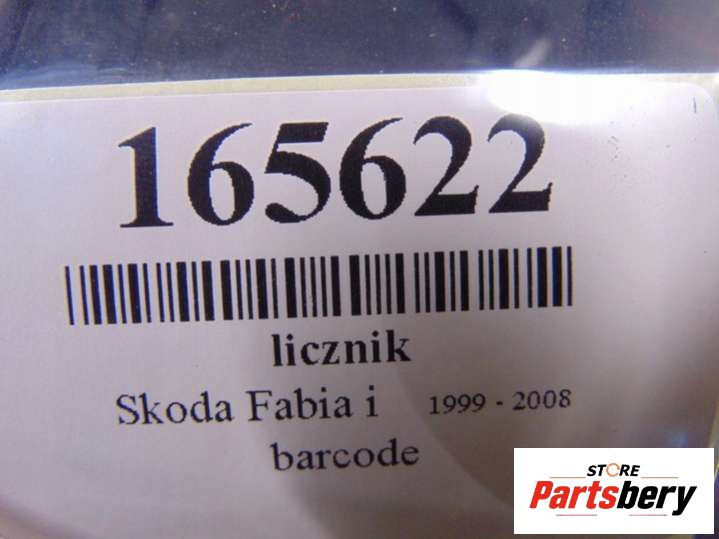 165622
licznik
Skoda Fabia i 1999 - 2008
barcode
STORE
Partsbery